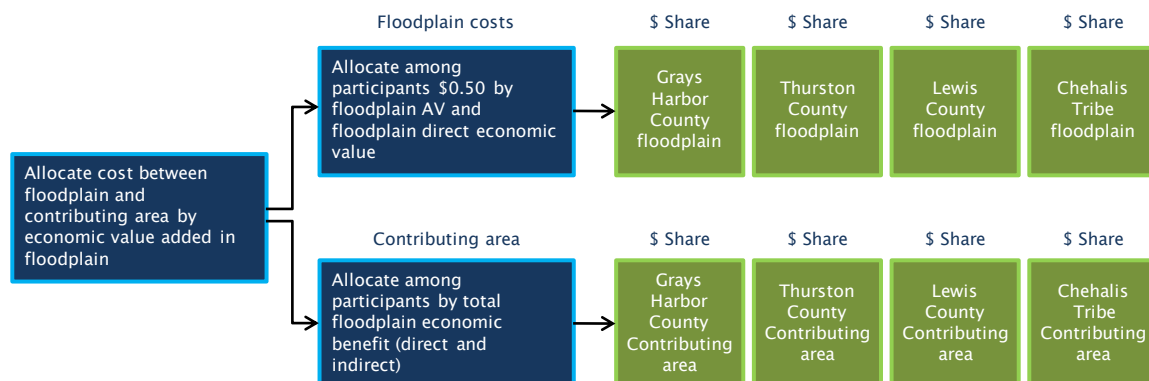 Floodplain costs
$ Share
$ Share
$ Share
$ Share
Allocate among
participants $0.50 by
floodplain AV and
floodplain direct economic
value
Grays
Harbor
County
floodplain
Thurston
County
floodplain
Lewis
County
floodplain
Chehalis
Tribe
floodplain
Allocate cost between
floodplain and
contributing area by
economic value added in
floodplain
Contributing area
$ Share
$ Share
$ Share
$ Share
Allocate among
participants by total
floodplain economic
benefit (direct and
indirect)
Grays
Harbor
County
Contributing
area
Thurston
County
Contributing
area
Lewis
County
Contributing
area
Chehalis
Tribe
Contributing
area